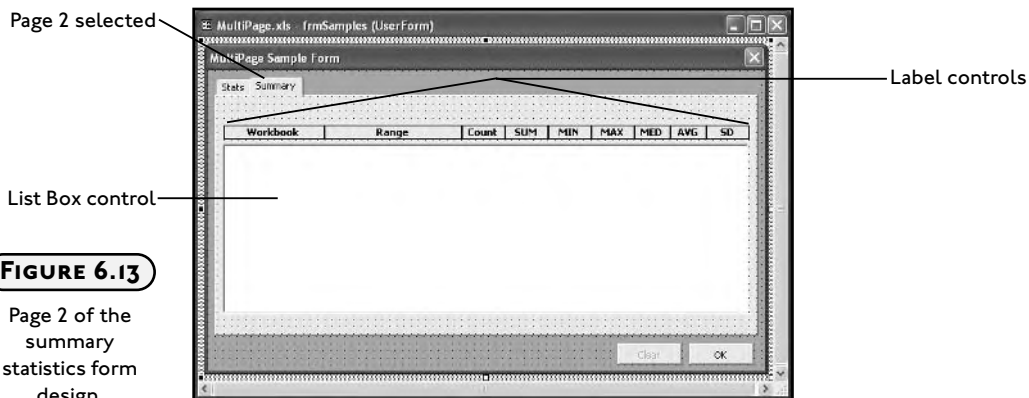 Page 2 selected
MultiPage.xls - frmSamples (UserForm)
MultiPage Sample Form
Stats Summary
Label controls
Workbook Range Count SUM MIN MAX MED AVG SD
List Box control
FIGURE 6.13
Page 2 of the
summary
statistics form
design
Clear OK